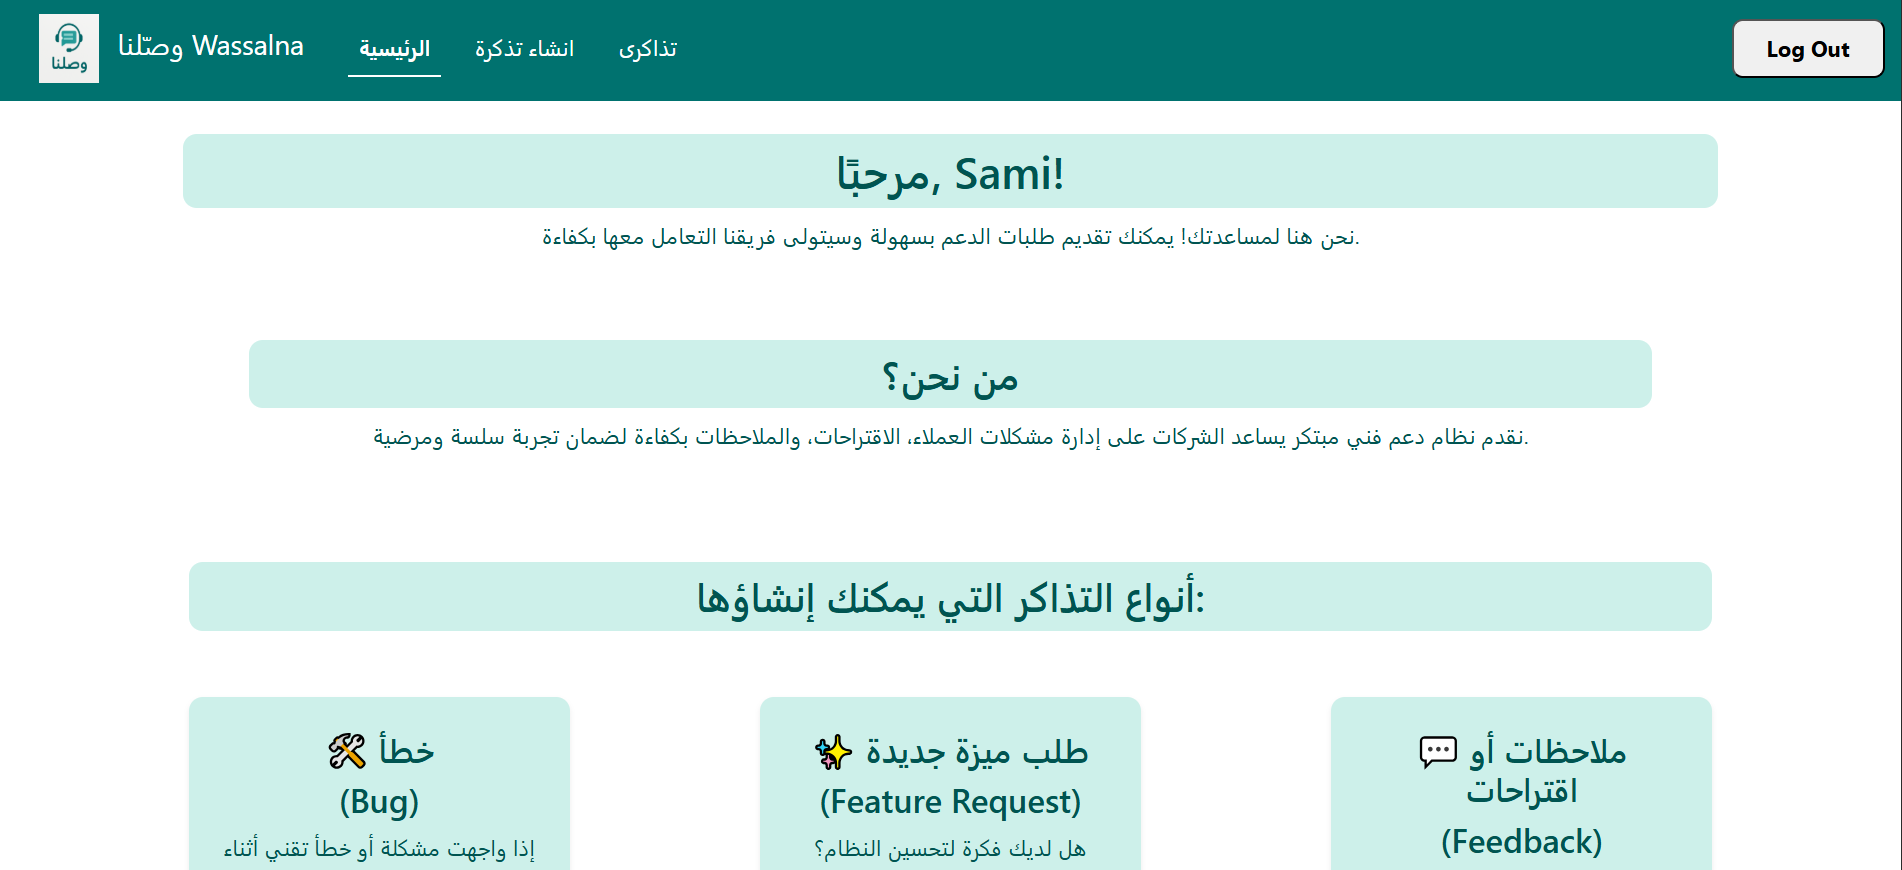 وصلنا
وصّلنا Wassalna
الرئيسية
انشاء تذكرة
تذاكرى
Log Out
مرحبًا, Sami!
نحن هنا لمساعدتك! يمكنك تقديم طلبات الدعم بسهولة وسيتولى فريقنا التعامل معها بكفاءة.
من نحن؟
نقدم نظام دعم فني مبتكر يساعد الشركات على إدارة مشكلات العملاء، الاقتراحات، والملاحظات بكفاءة لضمان تجربة سلسة ومرضية.
أنواع التذاكر التي يمكنك إنشاؤها:
خطأ 🛠️
(Bug)
إذا واجهت مشكلة أو خطأ تقني أثناء
طلب ميزة جديدة ✨
(Feature Request)
هل لديك فكرة لتحسين النظام؟
ملاحظات أو 💬
اقتراحات
(Feedback)